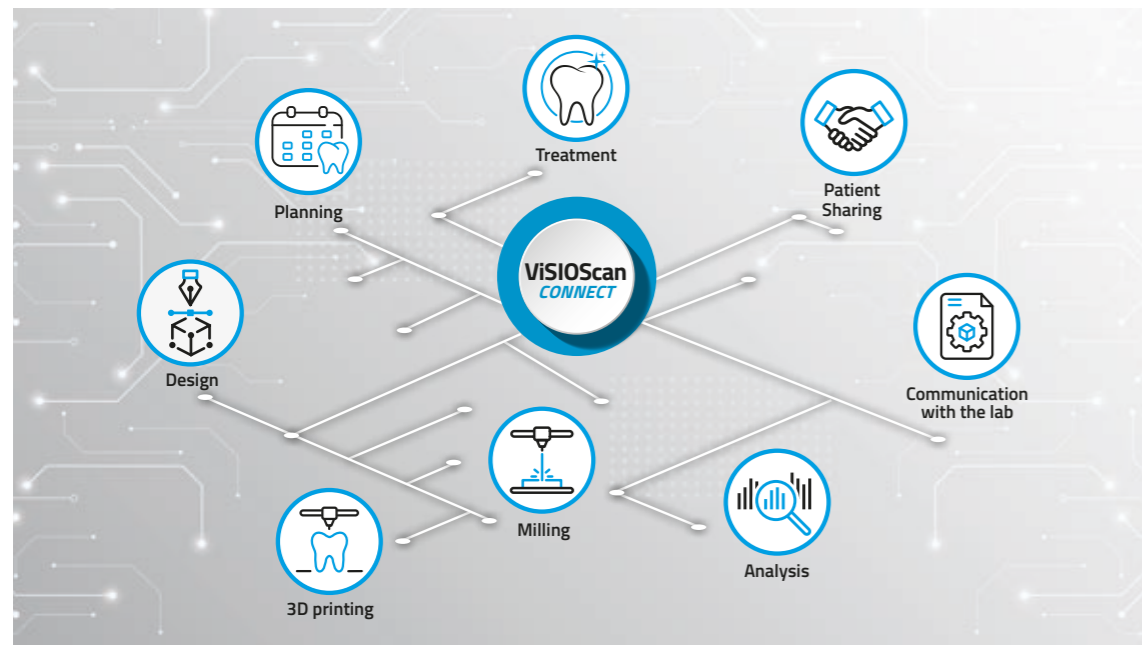 Treatment
Planning
Patient
Sharing
ViSIOScan
CONNECT
Design
Communication
with the lab
Milling
Analysis
3D printing